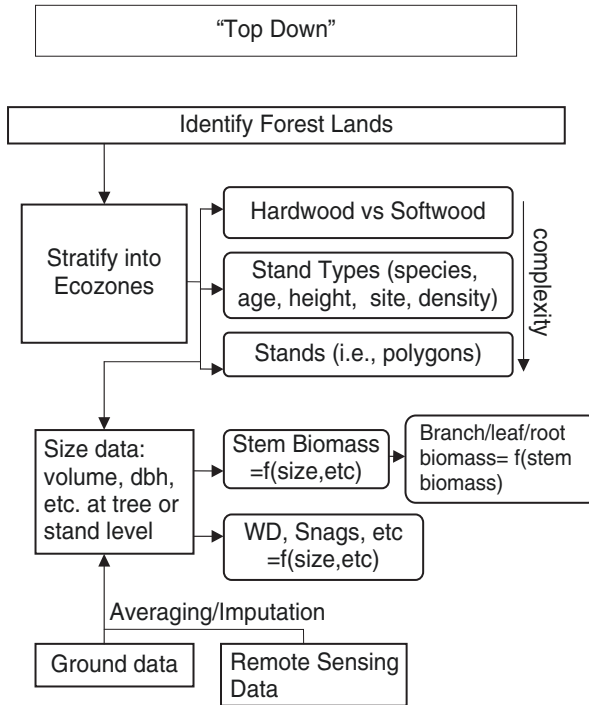 “Top Down”
Identify Forest Lands
Stratify into
Ecozones
Hardwood vs Softwood
Stand Types (species,
age, height, site, density)
Stands (i.e., polygons)
complexity
Size data:
volume, dbh,
etc. at tree or
stand level
Stem Biomass
=f(size,etc)
Branch/leaf/root
biomass= f(stem
biomass)
WD, Snags, etc
=f(size,etc)
Averaging/Imputation
Ground data
Remote Sensing
Data